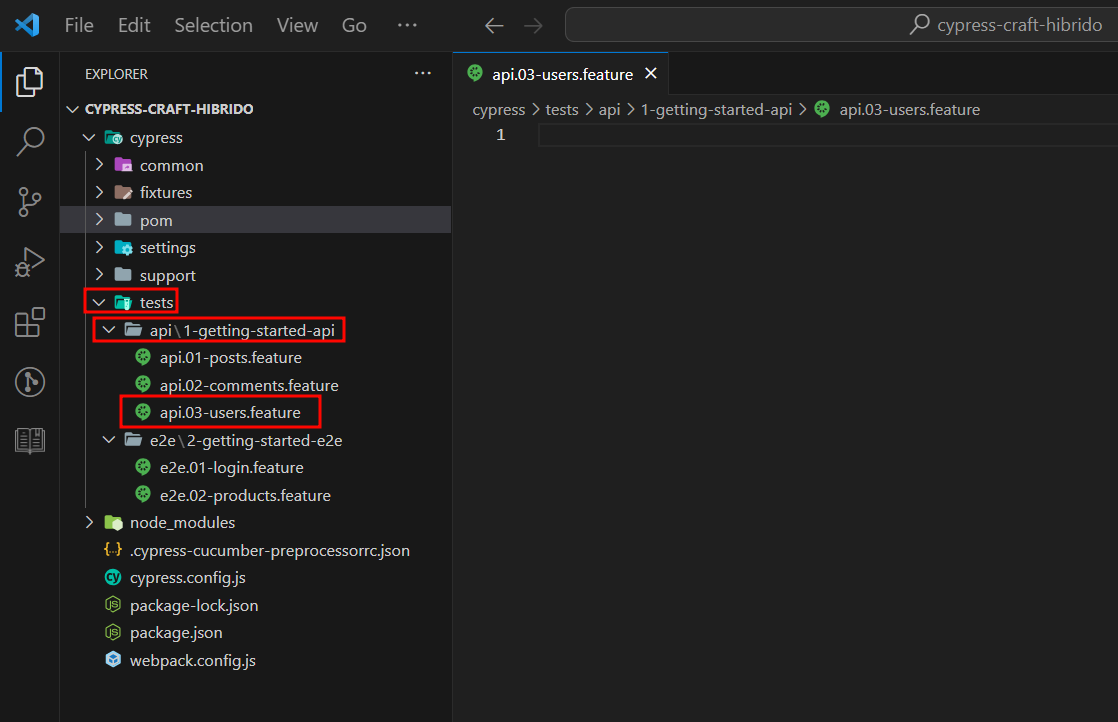 File Edit Selection View Go ··· cypress-craft-hibrido
EXPLORER ···
CYPRESS-CRAFT-HIBRIDO
cypress
common
fixtures
pom
settings
support
tests
api\1-getting-started-api
api.01-posts.feature
api.02-comments.feature
api.03-users.feature
e2e\2-getting-started-e2e
e2e.01-login.feature
e2e.02-products.feature
node_modules
.cypress-cucumber-preprocessorrc.json
cypress.config.js
package-lock.json
package.json
webpack.config.js
api.03-users.feature
cypress > tests > api > 1-getting-started-api > api.03-users.feature
1